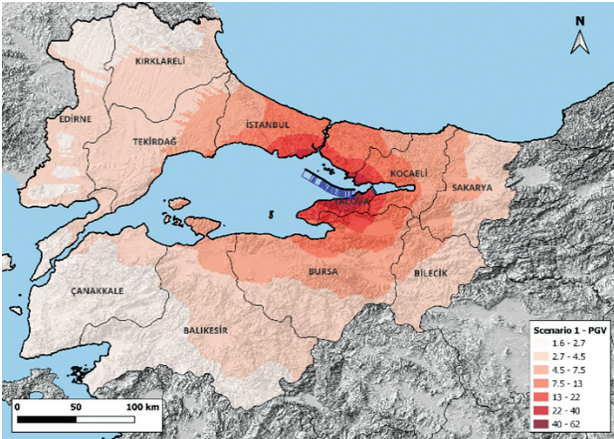 N
KIRKLARELİ
EDİRNE
İSTANBUL
TEKİRDAĞ
KOCAELİ
SAKARYA
YALOVA
BURSA
BİLECİK
ÇANAKKALE
BALIKESİR
Scenario 1 - PGV
1.6 - 2.7
2.7 - 4.5
4.5 - 7.5
7.5 - 13
13 - 22
22 - 40
40 - 62
0 50 100 km